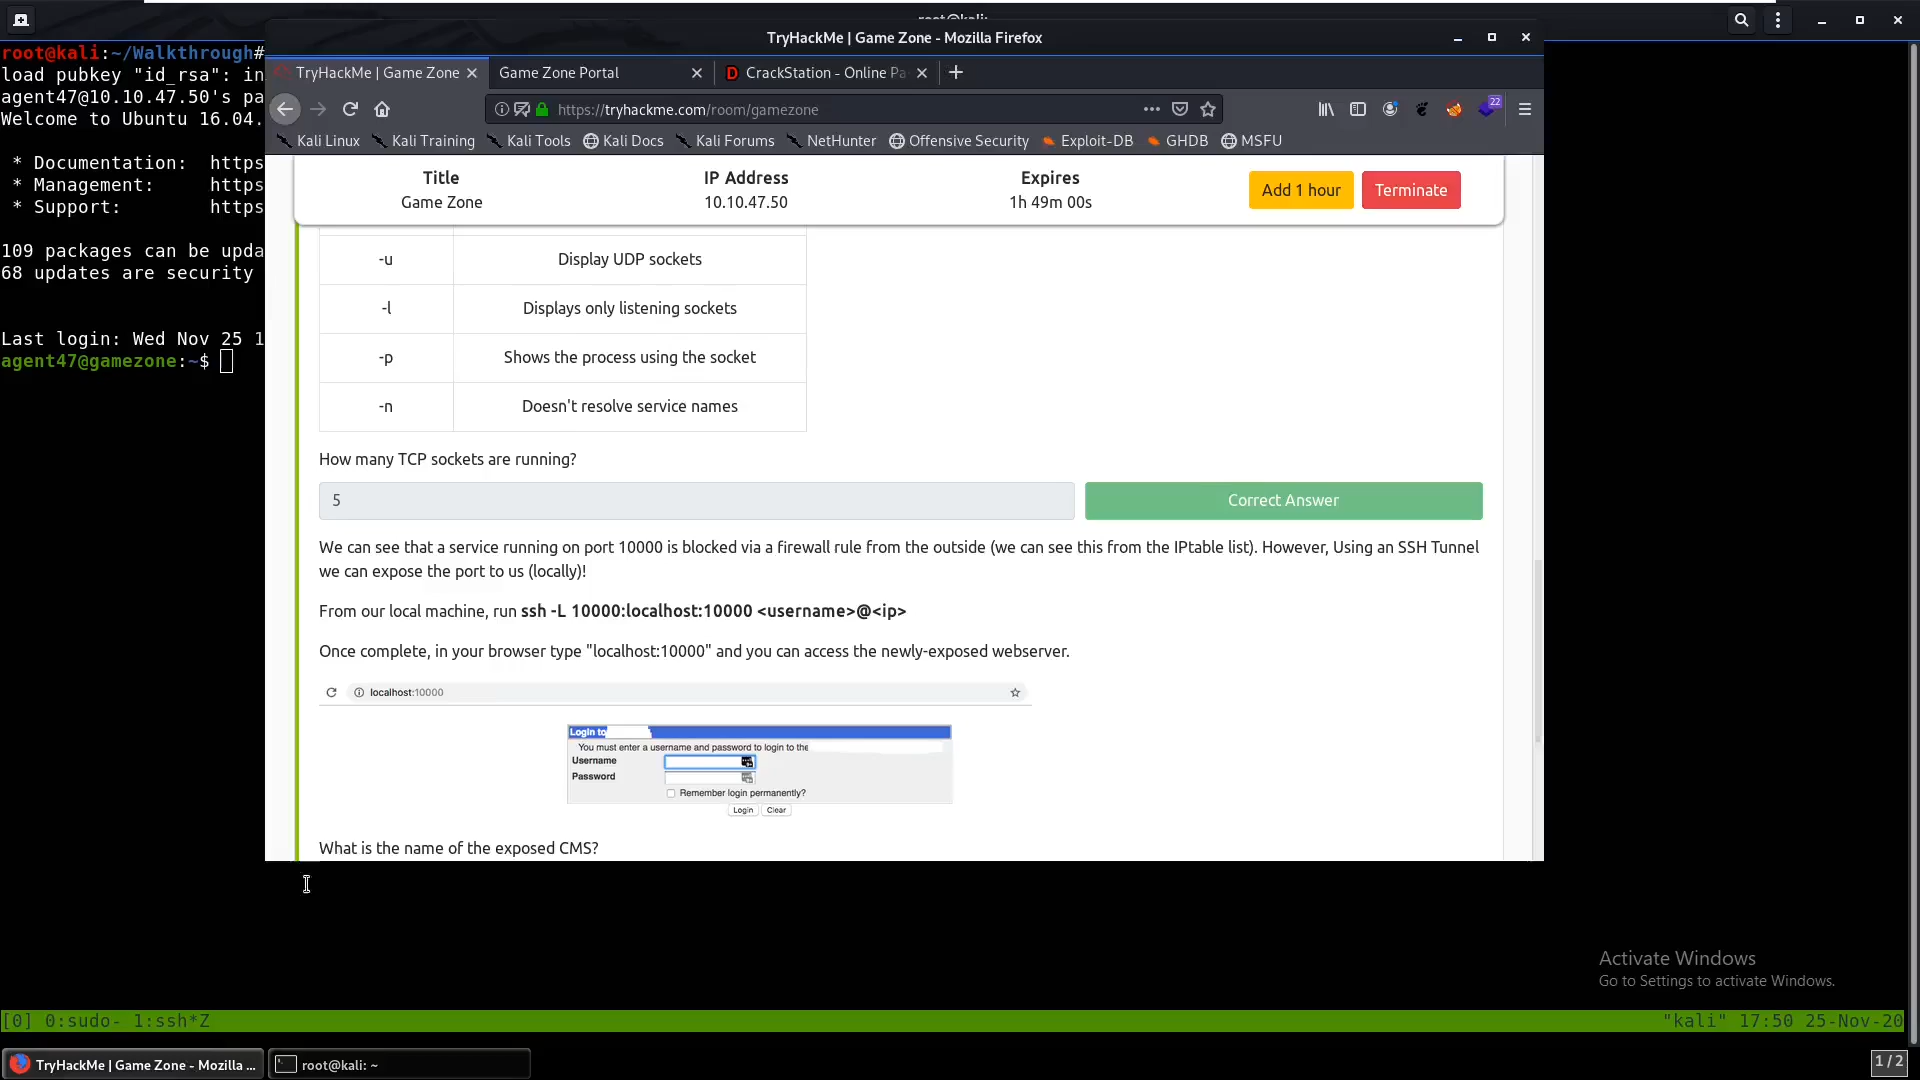 root@kali:~
TryHackMe | Game Zone - Mozilla Firefox
root@kali:~/Walkthrough#
load pubkey "id_rsa": in
agent47@10.10.47.50's pa
Welcome to Ubuntu 16.04.
* Documentation: https
* Management: https
* Support: https
109 packages can be upda
68 updates are security
Last login: Wed Nov 25 1
agent47@gamezone:~$
TryHackMe | Game Zone
Game Zone Portal
CrackStation - Online Pa
https://tryhackme.com/room/gamezone
22
Kali Linux Kali Training Kali Tools Kali Docs Kali Forums NetHunter Offensive Security Exploit-DB GHDB MSFU
Title IP Address Expires
Game Zone 10.10.47.50 1h 49m 00s
Add 1 hour Terminate
-u Display UDP sockets
-l Displays only listening sockets
-p Shows the process using the socket
-n Doesn't resolve service names
How many TCP sockets are running?
5 Correct Answer
We can see that a service running on port 10000 is blocked via a firewall rule from the outside (we can see this from the IPtable list). However, Using an SSH Tunnel
we can expose the port to us (locally)!
From our local machine, run ssh -L 10000:localhost:10000 <username>@<ip>
Once complete, in your browser type "localhost:10000" and you can access the newly-exposed webserver.
localhost:10000
Login to
You must enter a username and password to login to the
Username
Password
Remember login permanently?
Login Clear
What is the name of the exposed CMS?
Activate Windows
Go to Settings to activate Windows.
[0] 0:sudo- 1:ssh*Z "kali" 17:50 25-Nov-20
TryHackMe | Game Zone - Mozilla ... root@kali: ~ 1 / 2